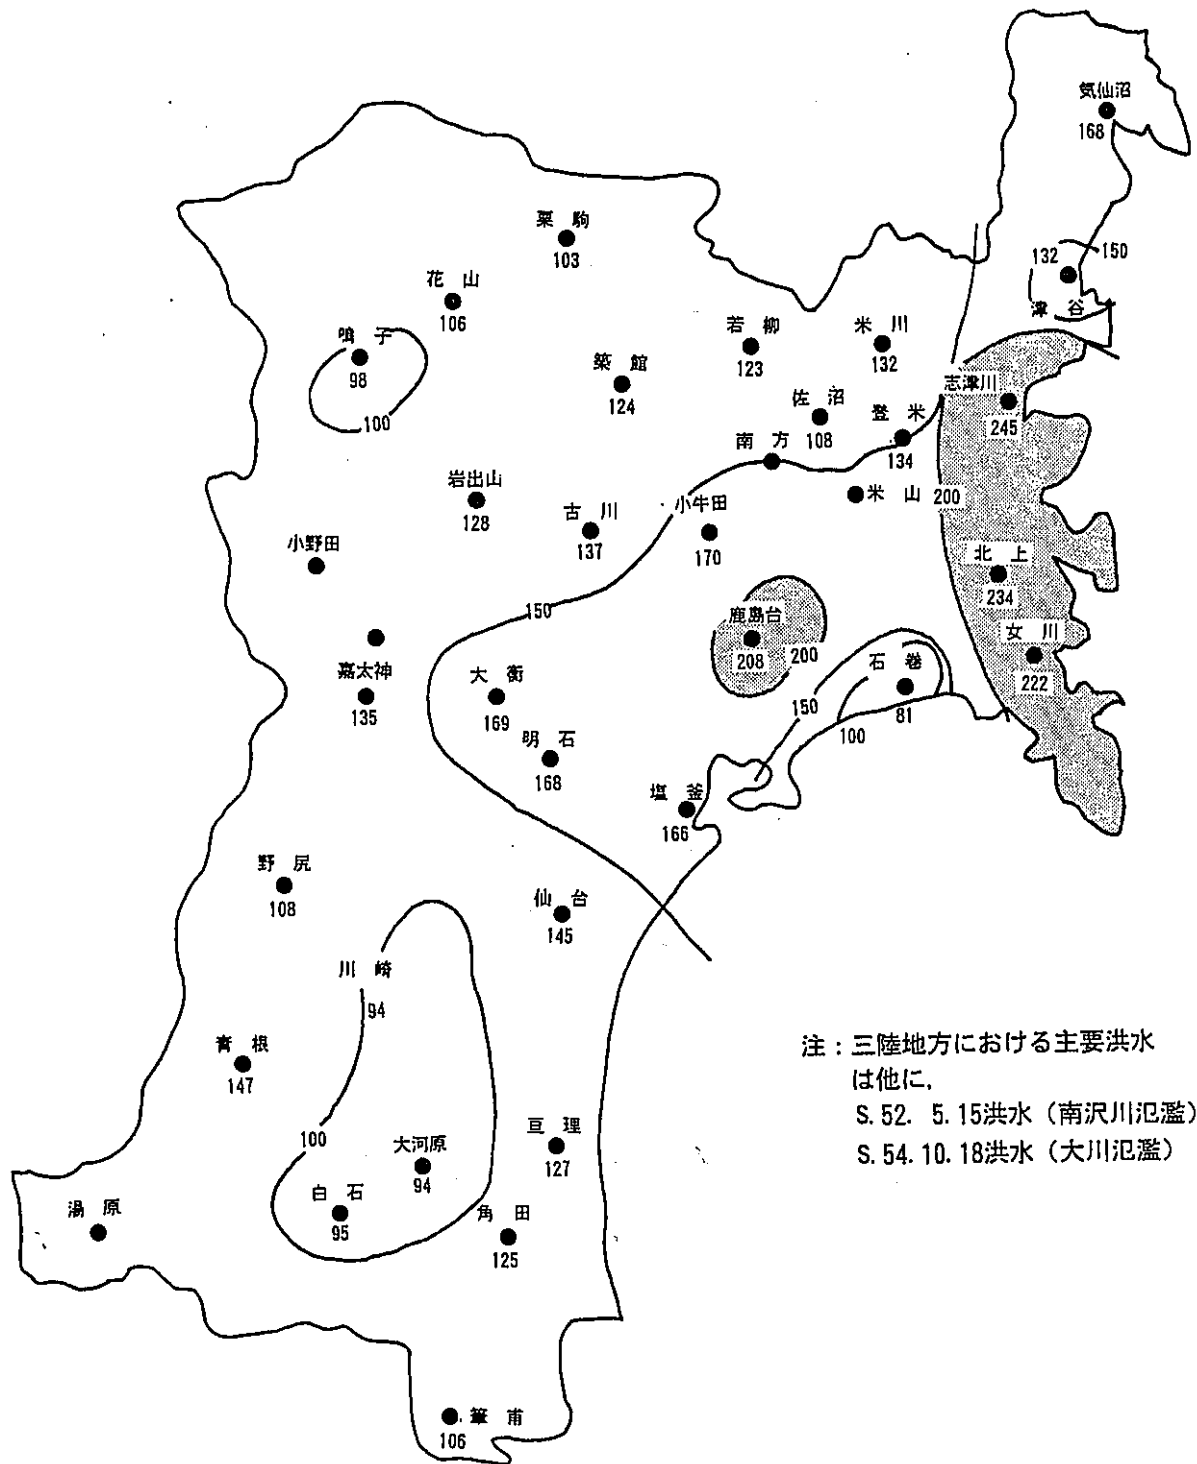 気仙沼
168
栗駒
103
132
150
津谷
花山
106
鳴子
98
100
若柳
123
米川
132
築館
124
志津川
245
佐沼
108
登米
134
南方
岩出山
128
小牛田
170
米山
200
古川
137
小野田
北上
234
150
鹿島台
208
200
女川
222
嘉太神
135
大衡
169
石巻
81
150
100
明石
168
塩釜
166
野尻
108
仙台
145
川崎
94
青根
147
注：三陸地方における主要洪水
は他に,
S.52. 5.15洪水（南沢川氾濫）
S.54.10.18洪水（大川氾濫）
100
大河原
94
亘理
127
白石
95
湯原
角田
125
筆甫
106